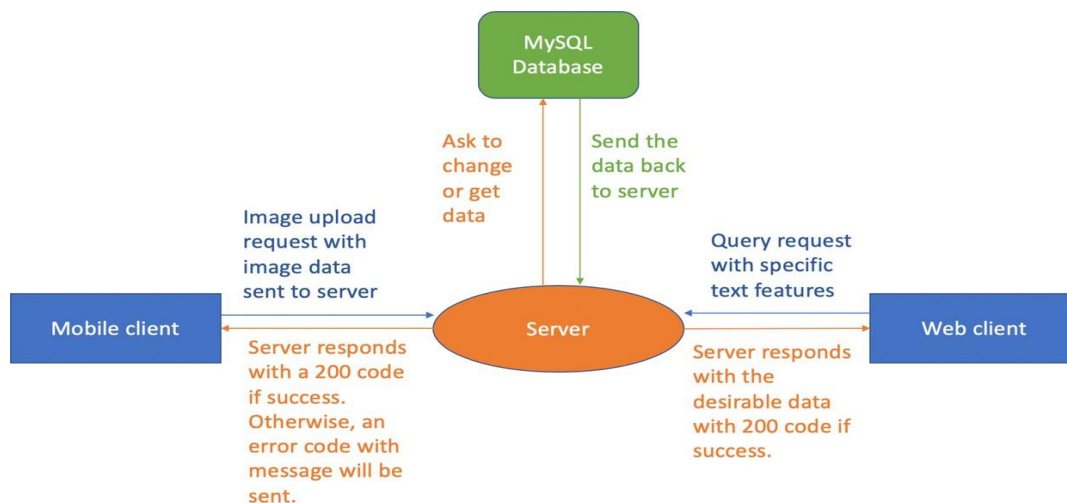 MySQL
Database
Ask to
change
or get
data
Send the
data back
to server
Image upload
request with
image data
sent to server
Query request
with specific
text features
Mobile client
Server
Web client
Server responds
with a 200 code
if success.
Otherwise, an
error code with
message will be
sent.
Server responds
with the
desirable data
with 200 code if
success.